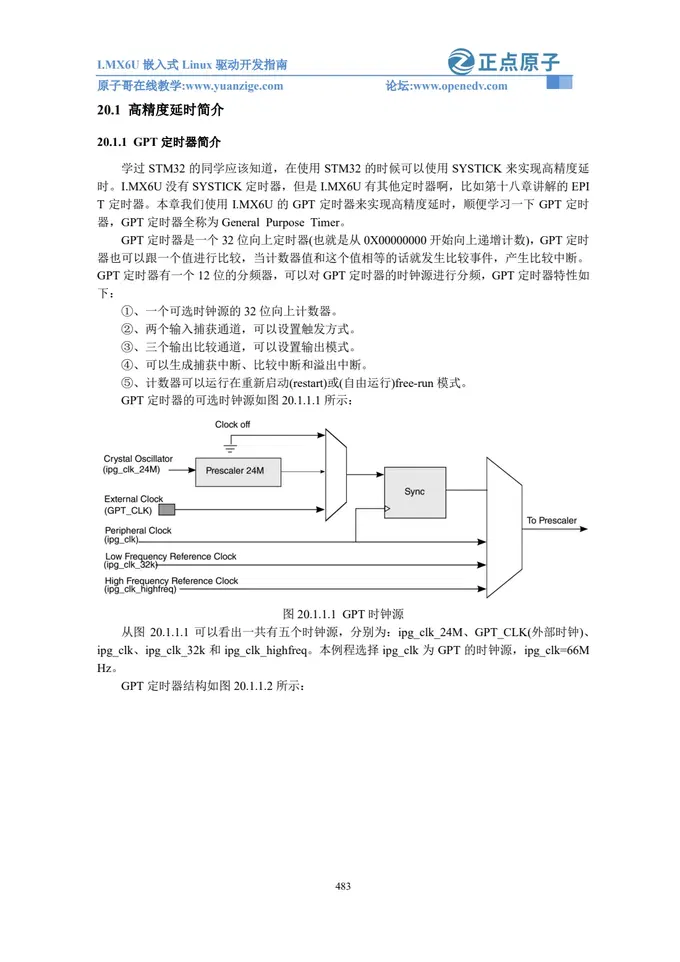 I.MX6U 嵌入式 Linux 驱动开发指南
正点原子
原子哥在线教学:www.yuanzige.com
论坛:www.openedv.com
20.1 高精度延时简介
20.1.1 GPT 定时器简介
学过 STM32 的同学应该知道，在使用 STM32 的时候可以使用 SYSTICK 来实现高精度延
时。I.MX6U 没有 SYSTICK 定时器，但是 I.MX6U 有其他定时器啊，比如第十八章讲解的 EPI
T 定时器。本章我们使用 I.MX6U 的 GPT 定时器来实现高精度延时，顺便学习一下 GPT 定时
器，GPT 定时器全称为 General Purpose Timer。
GPT 定时器是一个 32 位向上定时器(也就是从 0X00000000 开始向上递增计数)，GPT 定时
器也可以跟一个值进行比较，当计数器值和这个值相等的话就发生比较事件，产生比较中断。
GPT 定时器有一个 12 位的分频器，可以对 GPT 定时器的时钟源进行分频，GPT 定时器特性如
下：
①、一个可选时钟源的 32 位向上计数器。
②、两个输入捕获通道，可以设置触发方式。
③、三个输出比较通道，可以设置输出模式。
④、可以生成捕获中断、比较中断和溢出中断。
⑤、计数器可以运行在重新启动(restart)或(自由运行)free-run 模式。
GPT 定时器的可选时钟源如图 20.1.1.1 所示：
Clock off
Crystal Oscillator
(ipg_clk_24M)
Prescaler 24M
Sync
External Clock
(GPT_CLK)
To Prescaler
Peripheral Clock
(ipg_clk)
Low Frequency Reference Clock
(ipg_clk_32k)
High Frequency Reference Clock
(ipg_clk_highfreq)
图 20.1.1.1 GPT 时钟源
从图 20.1.1.1 可以看出一共有五个时钟源，分别为：ipg_clk_24M、GPT_CLK(外部时钟)、
ipg_clk、ipg_clk_32k 和 ipg_clk_highfreq。本例程选择 ipg_clk 为 GPT 的时钟源，ipg_clk=66M
Hz。
GPT 定时器结构如图 20.1.1.2 所示：
483